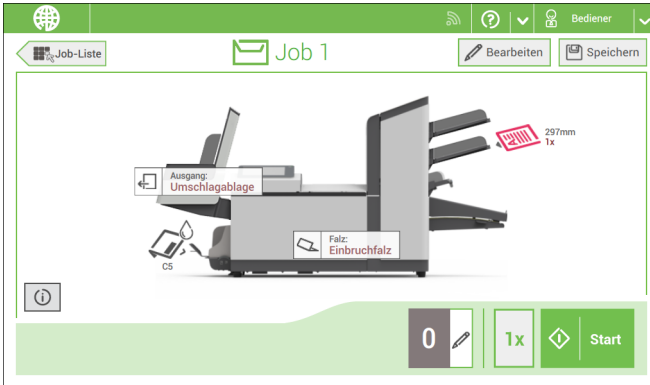 Bediener
Job-Liste
Job 1
Bearbeiten
Speichern
297mm
1x
Ausgang:
Umschlagablage
Falz:
Einbruchfalz
C5
0
1x
Start